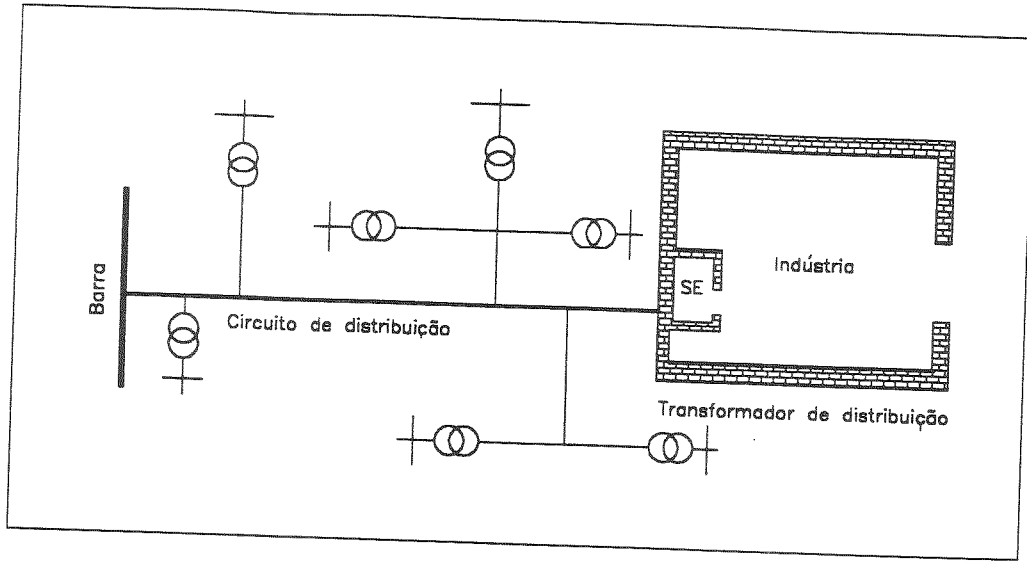 Barra
Circuito de distribuição
SE
Indústria
Transformador de distribuição